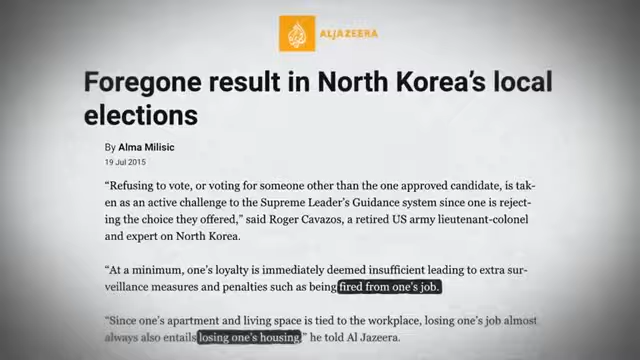 ALJAZEERA
Foregone result in North Korea’s local
elections
By Alma Milisic
19 Jul 2015
“Refusing to vote, or voting for someone other than the one approved candidate, is tak-
en as an active challenge to the Supreme Leader’s Guidance system since one is reject-
ing the choice they offered,” said Roger Cavazos, a retired US army lieutenant-colonel
and expert on North Korea.
“At a minimum, one’s loyalty is immediately deemed insufficient leading to extra sur-
veillance measures and penalties such as being fired from one’s job.
“Since one’s apartment and living space is tied to the workplace, losing one’s job almost
always also entails losing one’s housing,” he told Al Jazeera.